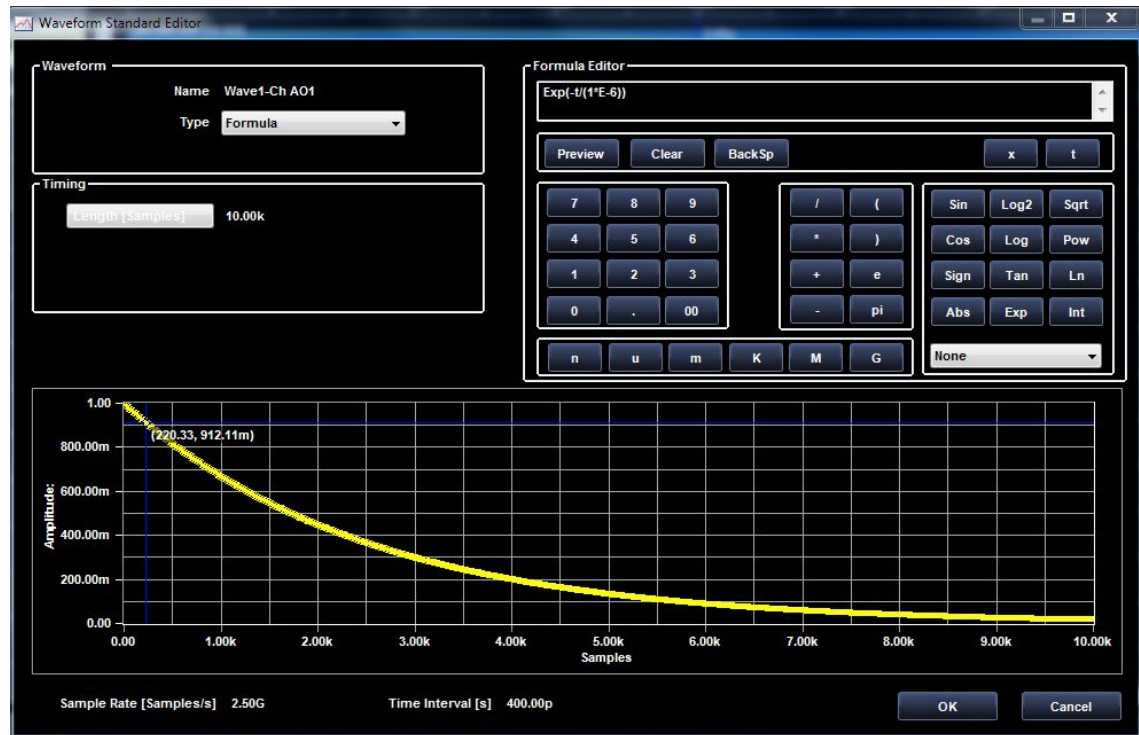 Waveform Standard Editor
X
Waveform
Name Wave1-Ch AO1
Type Formula
Timing
Length [Samples] 10.00k
Formula Editor
Exp(-t/(1*E-6))
Preview Clear BackSp x t
7 8 9 / ( Sin Log2 Sqrt
4 5 6 * ) Cos Log Pow
1 2 3 + e Sign Tan Ln
0 . 00 - pi Abs Exp Int
n u m K M G None
1.00
(220.33, 912.11m)
800.00m
600.00m
400.00m
200.00m
0.00
Amplitude:
0.00 1.00k 2.00k 3.00k 4.00k 5.00k 6.00k 7.00k 8.00k 9.00k 10.00k
Samples
Sample Rate [Samples/s] 2.50G Time Interval [s] 400.00p OK Cancel